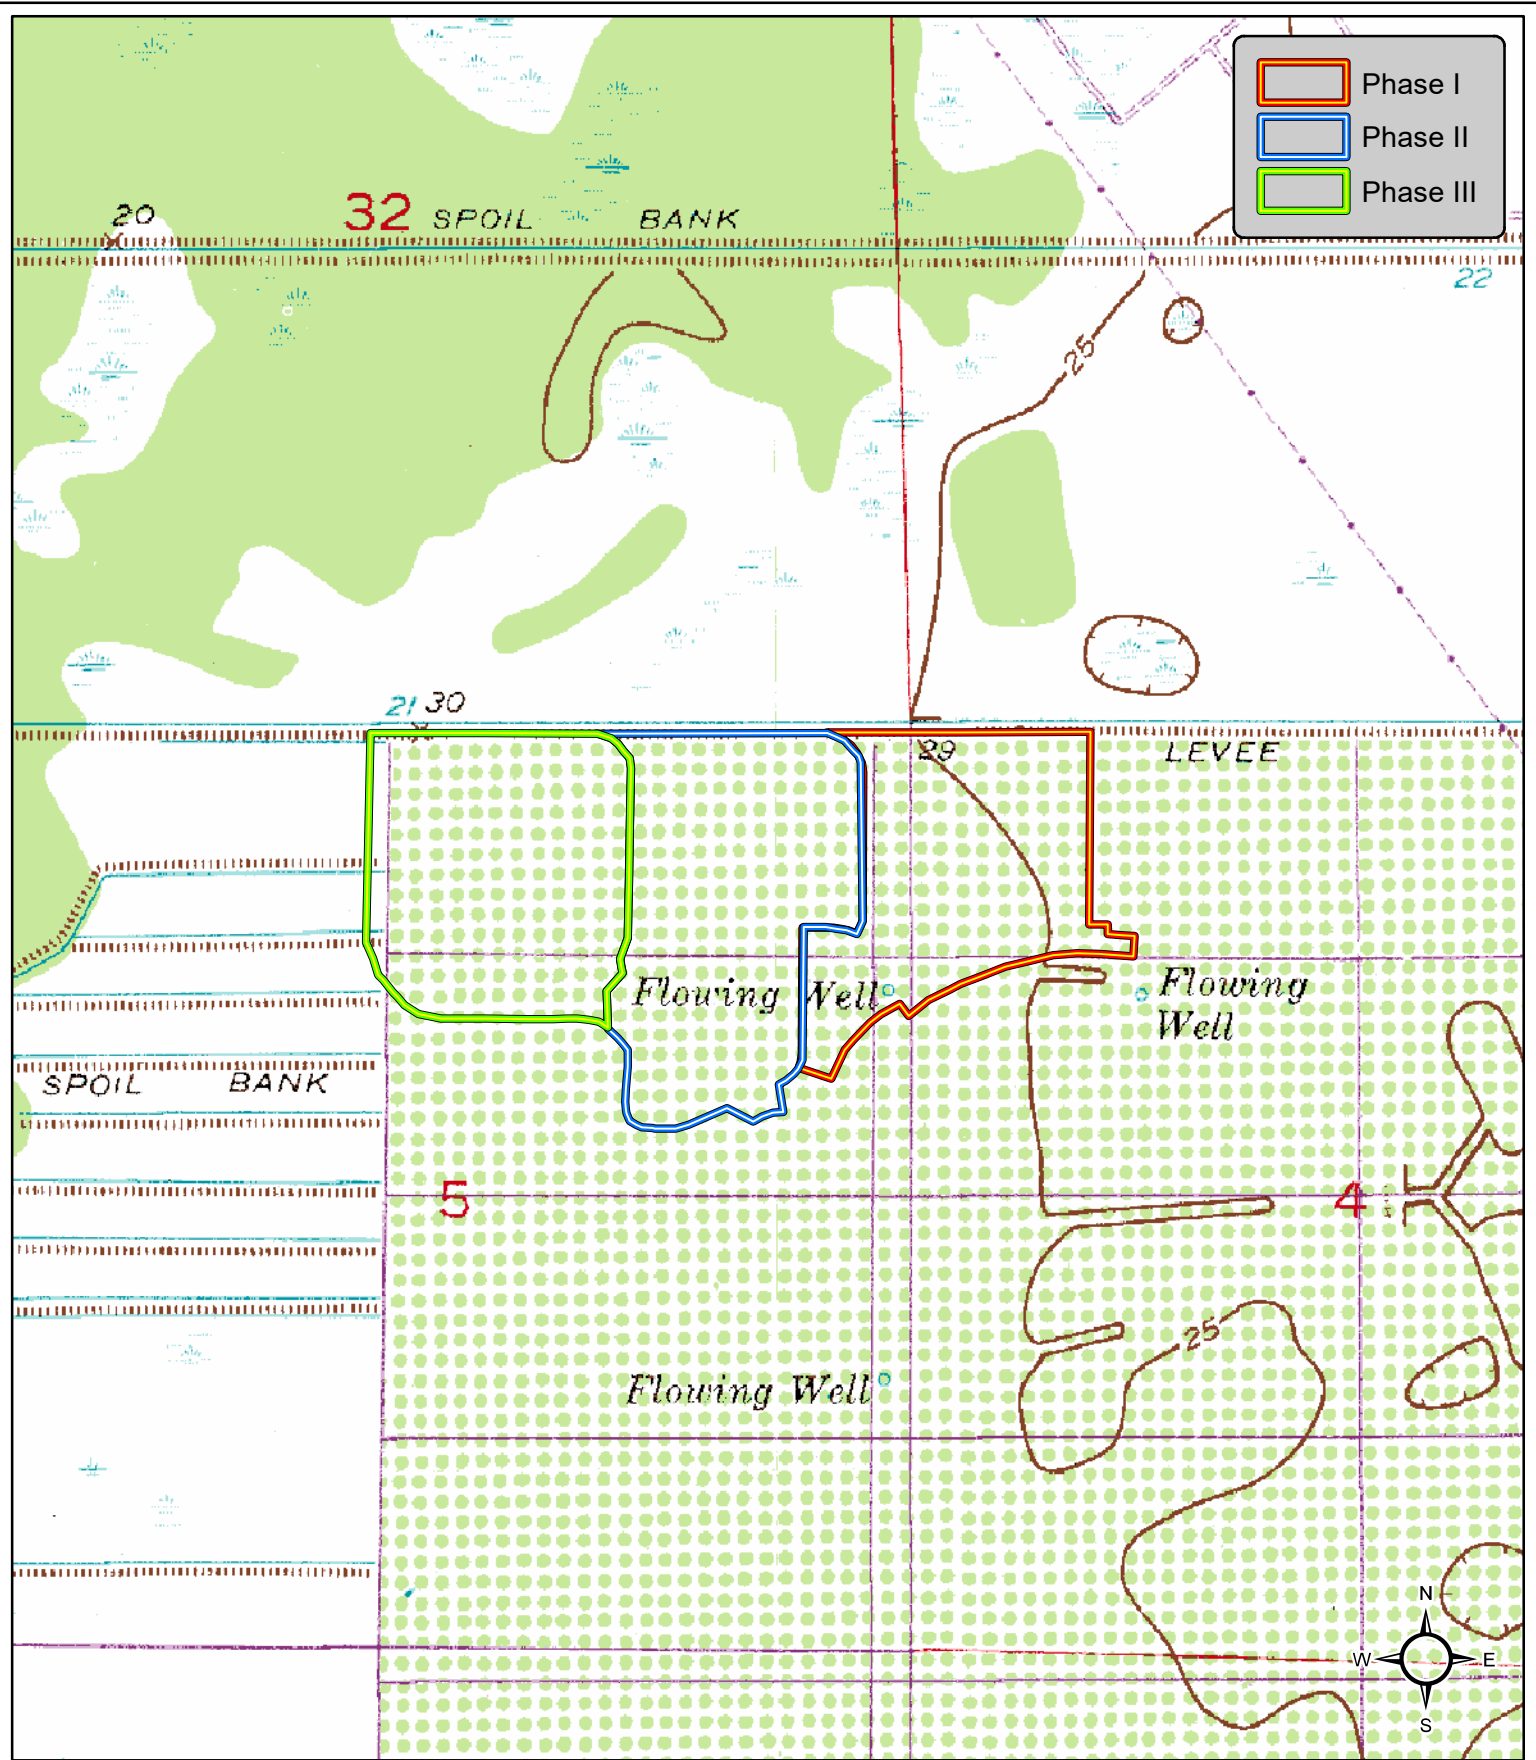 Phase I
Phase II
Phase III
20
32 SPOIL BANK
22
25
21 30
29
LEVEE
Flowing Well
Flowing
Well
SPOIL BANK
5
4
25
Flowing Well
N
W E
S